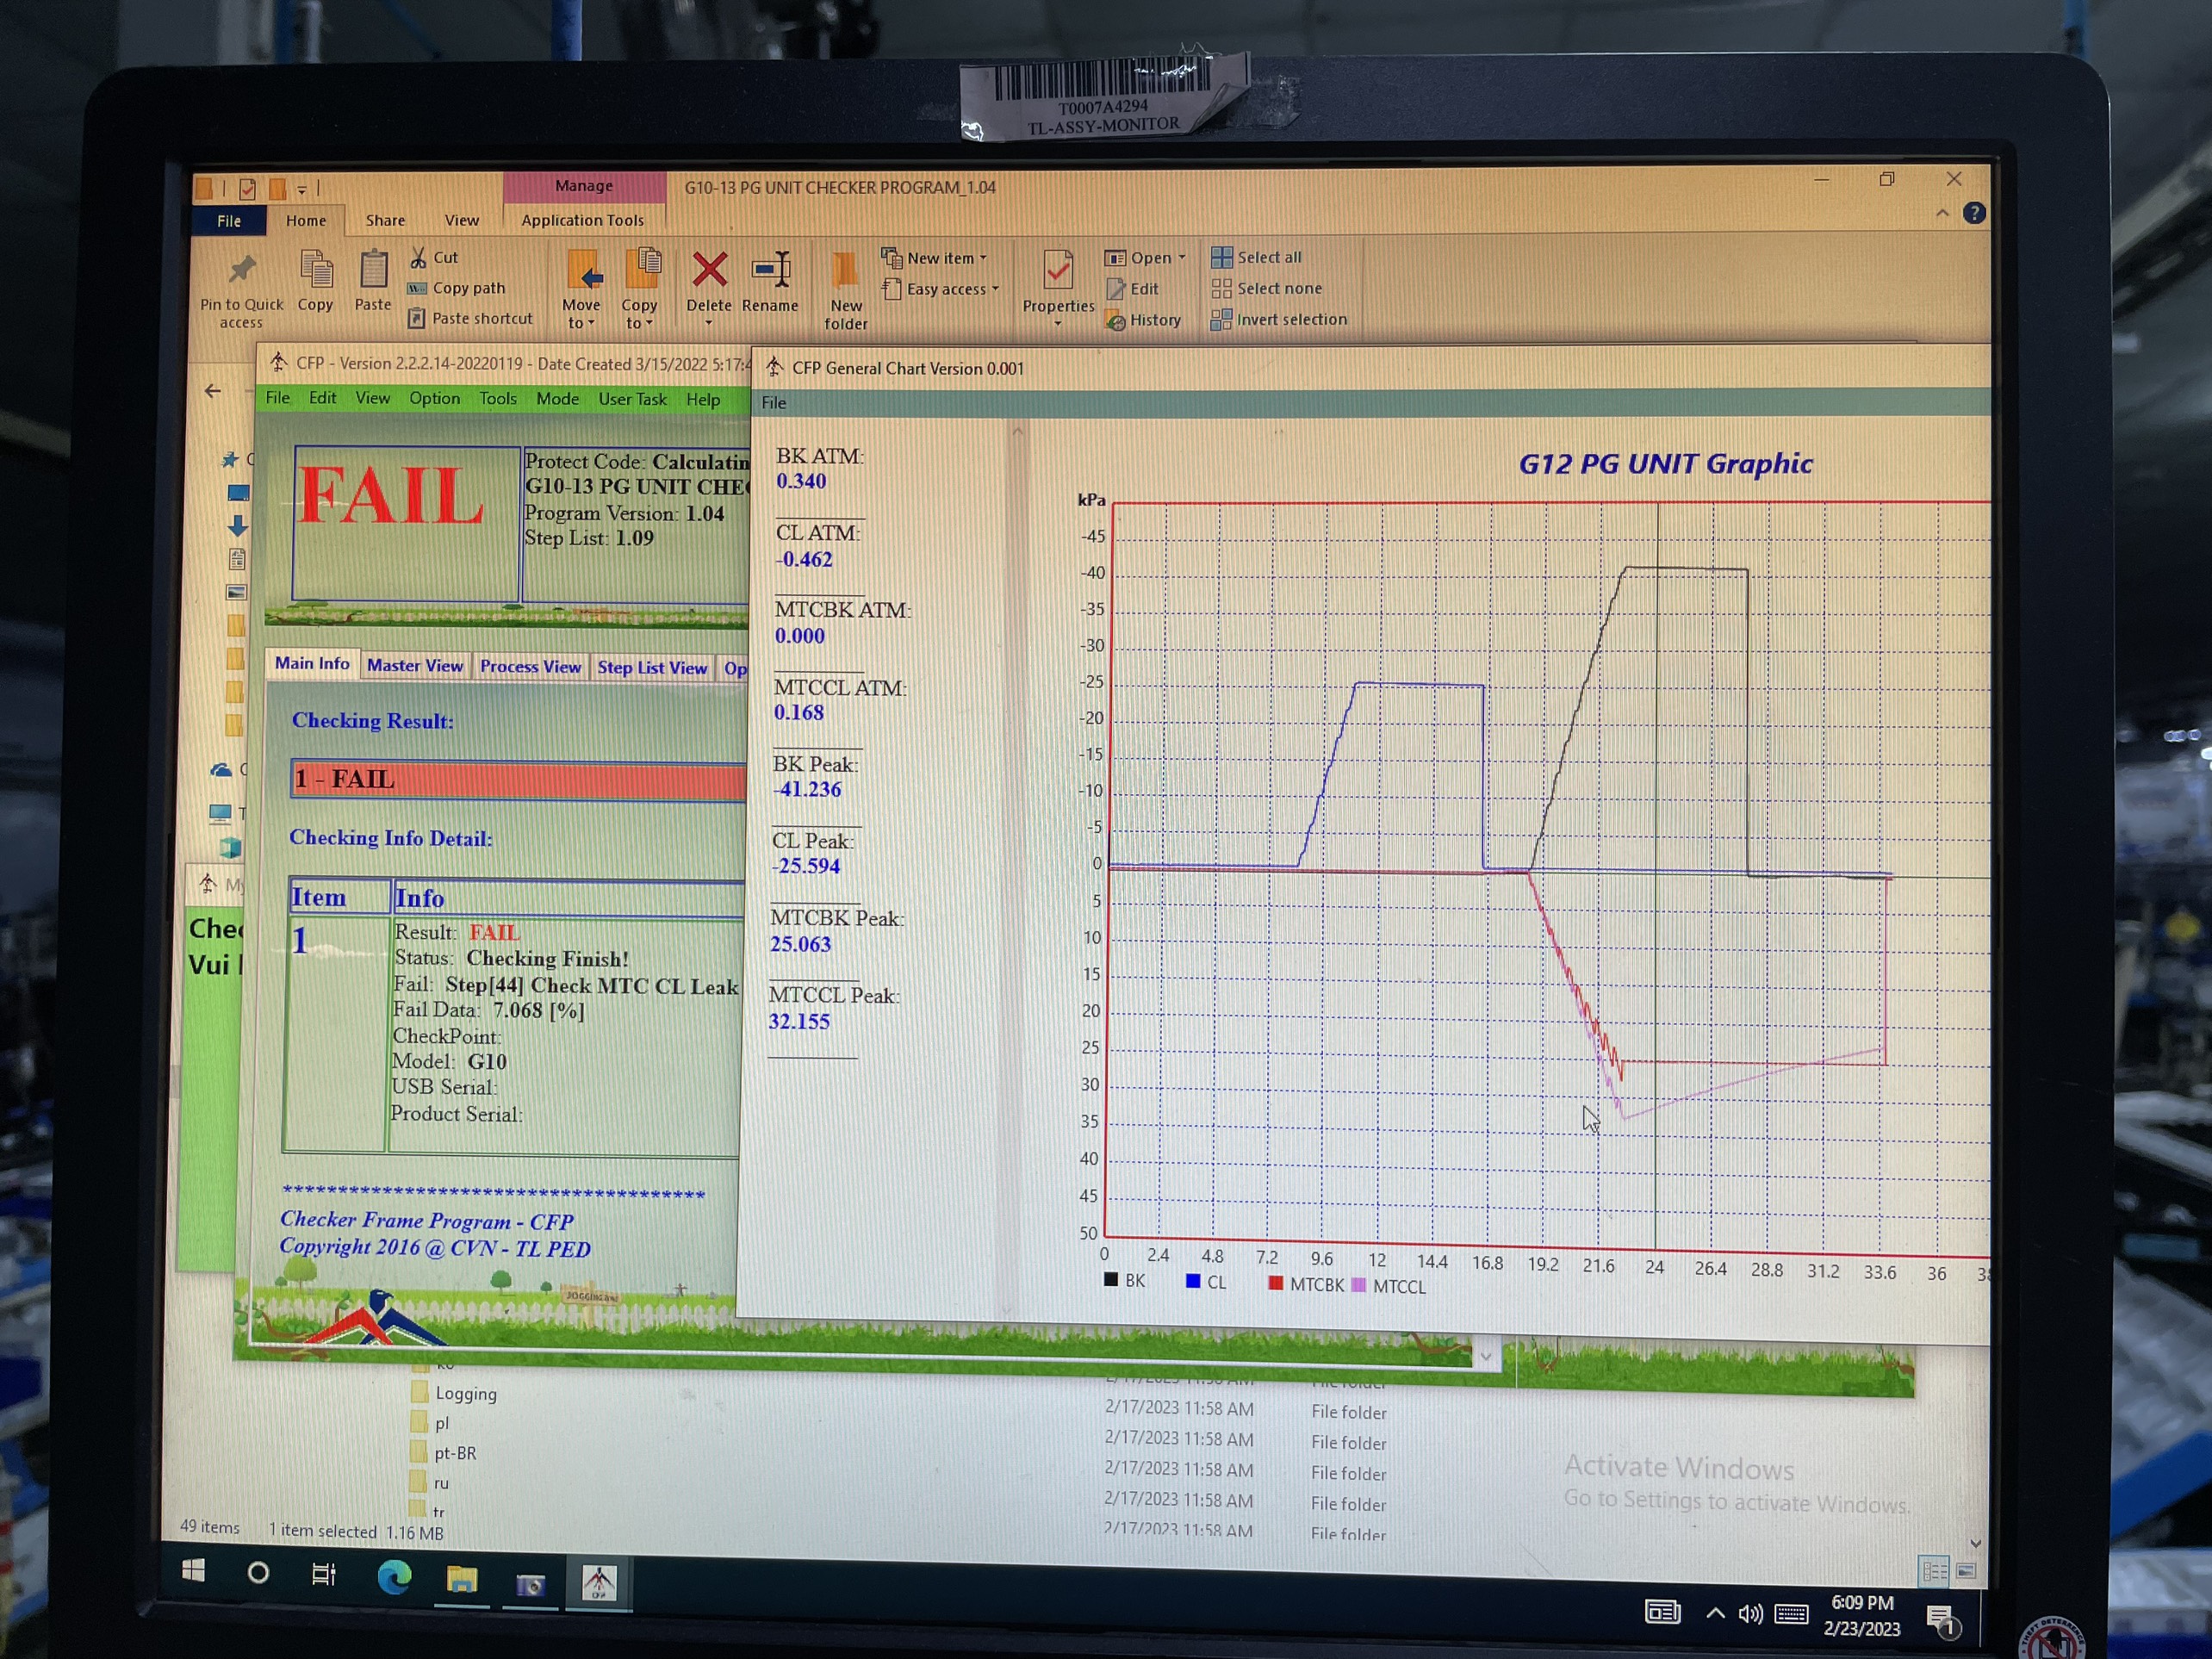 T0007A4294
TL-ASSY-MONITOR
Manage
G10-13 PG UNIT CHECKER PROGRAM_1.04
File
Home
Share
View
Application Tools
Pin to Quick access
Copy
Paste
Cut
Copy path
Paste shortcut
Move to
Copy to
Delete
Rename
New folder
New item
Easy access
Properties
Open
Edit
History
Select all
Select none
Invert selection
CFP - Version 2.2.2.14-20220119 - Date Created 3/15/2022 5:17:4
File Edit View Option Tools Mode User Task Help
FAIL
Protect Code: Calculatin
G10-13 PG UNIT CHE
Program Version: 1.04
Step List: 1.09
Main Info
Master View
Process View
Step List View
Op
Checking Result:
1 - FAIL
Checking Info Detail:
Item
Info
1
Result: FAIL
Status: Checking Finish!
Fail: Step[44] Check MTC CL Leak
Fail Data: 7.068 [%]
CheckPoint:
Model: G10
USB Serial:
Product Serial:
***************************************
Checker Frame Program - CFP
Copyright 2016 @ CVN - TL PED
CFP General Chart Version 0.001
File
BK ATM:
0.340
CL ATM:
-0.462
MTCBK ATM:
0.000
MTCCL ATM:
0.168
BK Peak:
-41.236
CL Peak:
-25.594
MTCBK Peak:
25.063
MTCCL Peak:
32.155
G12 PG UNIT Graphic
kPa
-45
-40
-35
-30
-25
-20
-15
-10
-5
0
5
10
15
20
25
30
35
40
45
50
0 2.4 4.8 7.2 9.6 12 14.4 16.8 19.2 21.6 24 26.4 28.8 31.2 33.6 36
BK CL MTCBK MTCCL
My
Chec
Vui
Logging
pl
pt-BR
ru
tr
2/17/2023 11:58 AM File folder
2/17/2023 11:58 AM File folder
2/17/2023 11:58 AM File folder
2/17/2023 11:58 AM File folder
2/17/2023 11:58 AM File folder
Activate Windows
Go to Settings to activate Windows.
49 items
1 item selected 1.16 MB
CFP
6:09 PM
2/23/2023
1